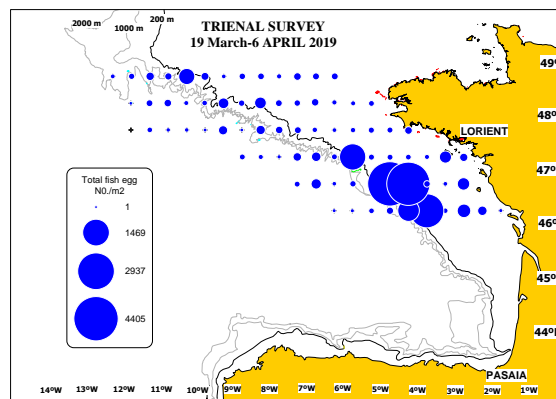 2000 m
200 m
1000 m
TRIENAL SURVEY
19 March-6 APRIL 2019
49º
48º
LORIENT
47º
46º
45º
44º
Total fish egg
N0./m2
1
1469
2937
4405
PASAIA
14ºW 13ºW 12ºW 11ºW 10ºW 9ºW 8ºW 7ºW 6ºW 5ºW 4ºW 3ºW 2ºW 1ºW